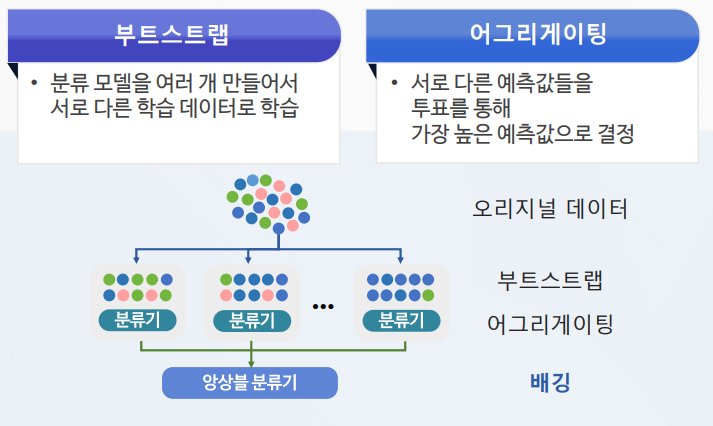 부트스트랩
• 분류 모델을 여러 개 만들어서
서로 다른 학습 데이터로 학습
어그리게이팅
• 서로 다른 예측값들을
투표를 통해
가장 높은 예측값으로 결정
오리지널 데이터
부트스트랩
분류기
분류기
•••
분류기
어그리게이팅
앙상블 분류기
배깅